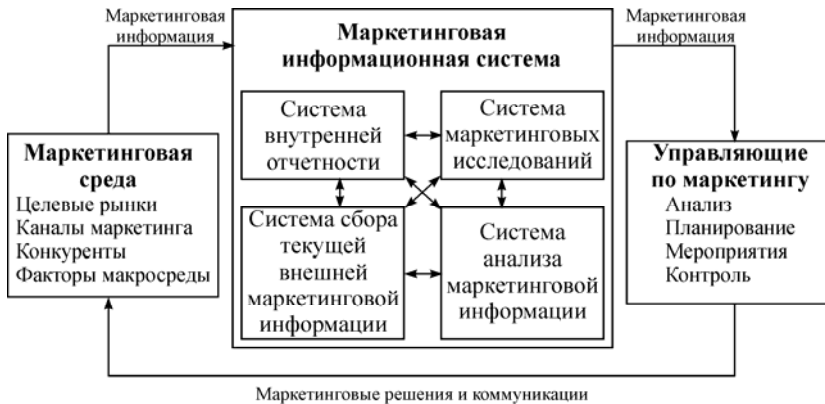 Маркетинговая
информация
Маркетинговая
информационная система
Маркетинговая
информация
Система
внутренней
отчетности
Система
маркетинговых
исследований
Маркетинговая
среда
Целевые рынки
Каналы маркетинга
Конкуренты
Факторы макросреды
Система сбора
текущей
внешней
маркетинговой
информации
Система
анализа
маркетинговой
информации
Управляющие
по маркетингу
Анализ
Планирование
Мероприятия
Контроль
Маркетинговые решения и коммуникации